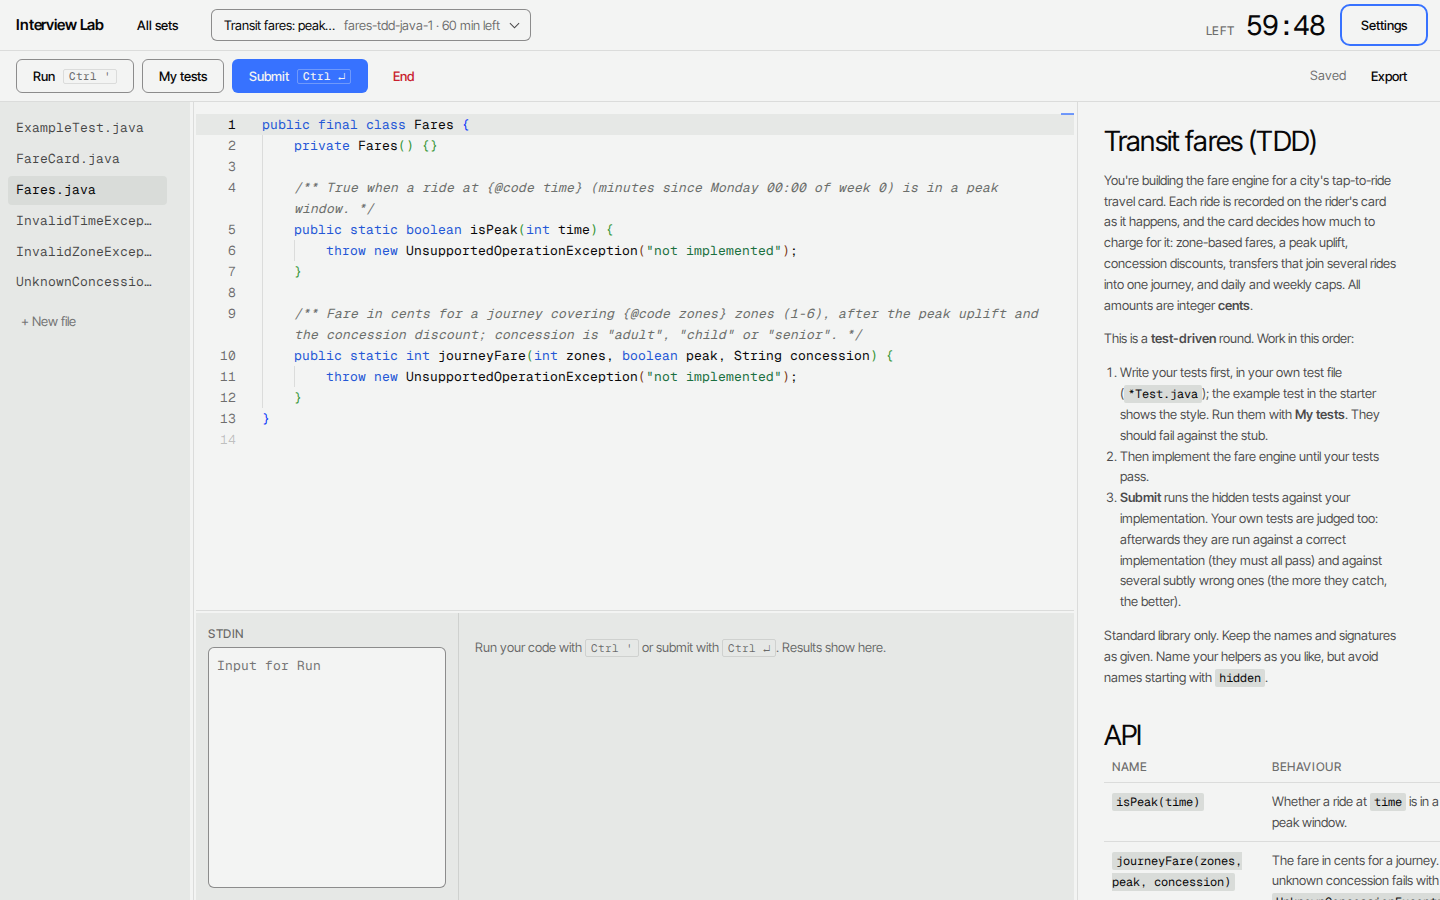 Interview Lab
All sets
Transit fares: peak... fares-tdd-java-1 · 60 min left
LEFT 59:48
Settings
Run Ctrl '
My tests
Submit Ctrl ↵
End
Saved
Export
ExampleTest.java
FareCard.java
Fares.java
InvalidTimeExcep…
InvalidZoneExcep…
UnknownConcessio…
+ New file
1 public final class Fares {
2 private Fares() {}
3
4 /** True when a ride at {@code time} (minutes since Monday 00:00 of week 0) is in a peak
window. */
5 public static boolean isPeak(int time) {
6 throw new UnsupportedOperationException("not implemented");
7 }
8
9 /** Fare in cents for a journey covering {@code zones} zones (1-6), after the peak uplift and
the concession discount; concession is "adult", "child" or "senior". */
10 public static int journeyFare(int zones, boolean peak, String concession) {
11 throw new UnsupportedOperationException("not implemented");
12 }
13 }
14
STDIN
Input for Run
Run your code with Ctrl ' or submit with Ctrl ↵. Results show here.
Transit fares (TDD)
You're building the fare engine for a city's tap-to-ride
travel card. Each ride is recorded on the rider's card
as it happens, and the card decides how much to
charge for it: zone-based fares, a peak uplift,
concession discounts, transfers that join several rides
into one journey, and daily and weekly caps. All
amounts are integer cents.
This is a test-driven round. Work in this order:
1. Write your tests first, in your own test file
(*Test.java); the example test in the starter
shows the style. Run them with My tests. They
should fail against the stub.
2. Then implement the fare engine until your tests
pass.
3. Submit runs the hidden tests against your
implementation. Your own tests are judged too:
afterwards they are run against a correct
implementation (they must all pass) and against
several subtly wrong ones (the more they catch,
the better).
Standard library only. Keep the names and signatures
as given. Name your helpers as you like, but avoid
names starting with hidden.
API
NAME BEHAVIOUR
isPeak(time) Whether a ride at time is in a
peak window.
journeyFare(zones, The fare in cents for a journey.
peak, concession) unknown concession fails with